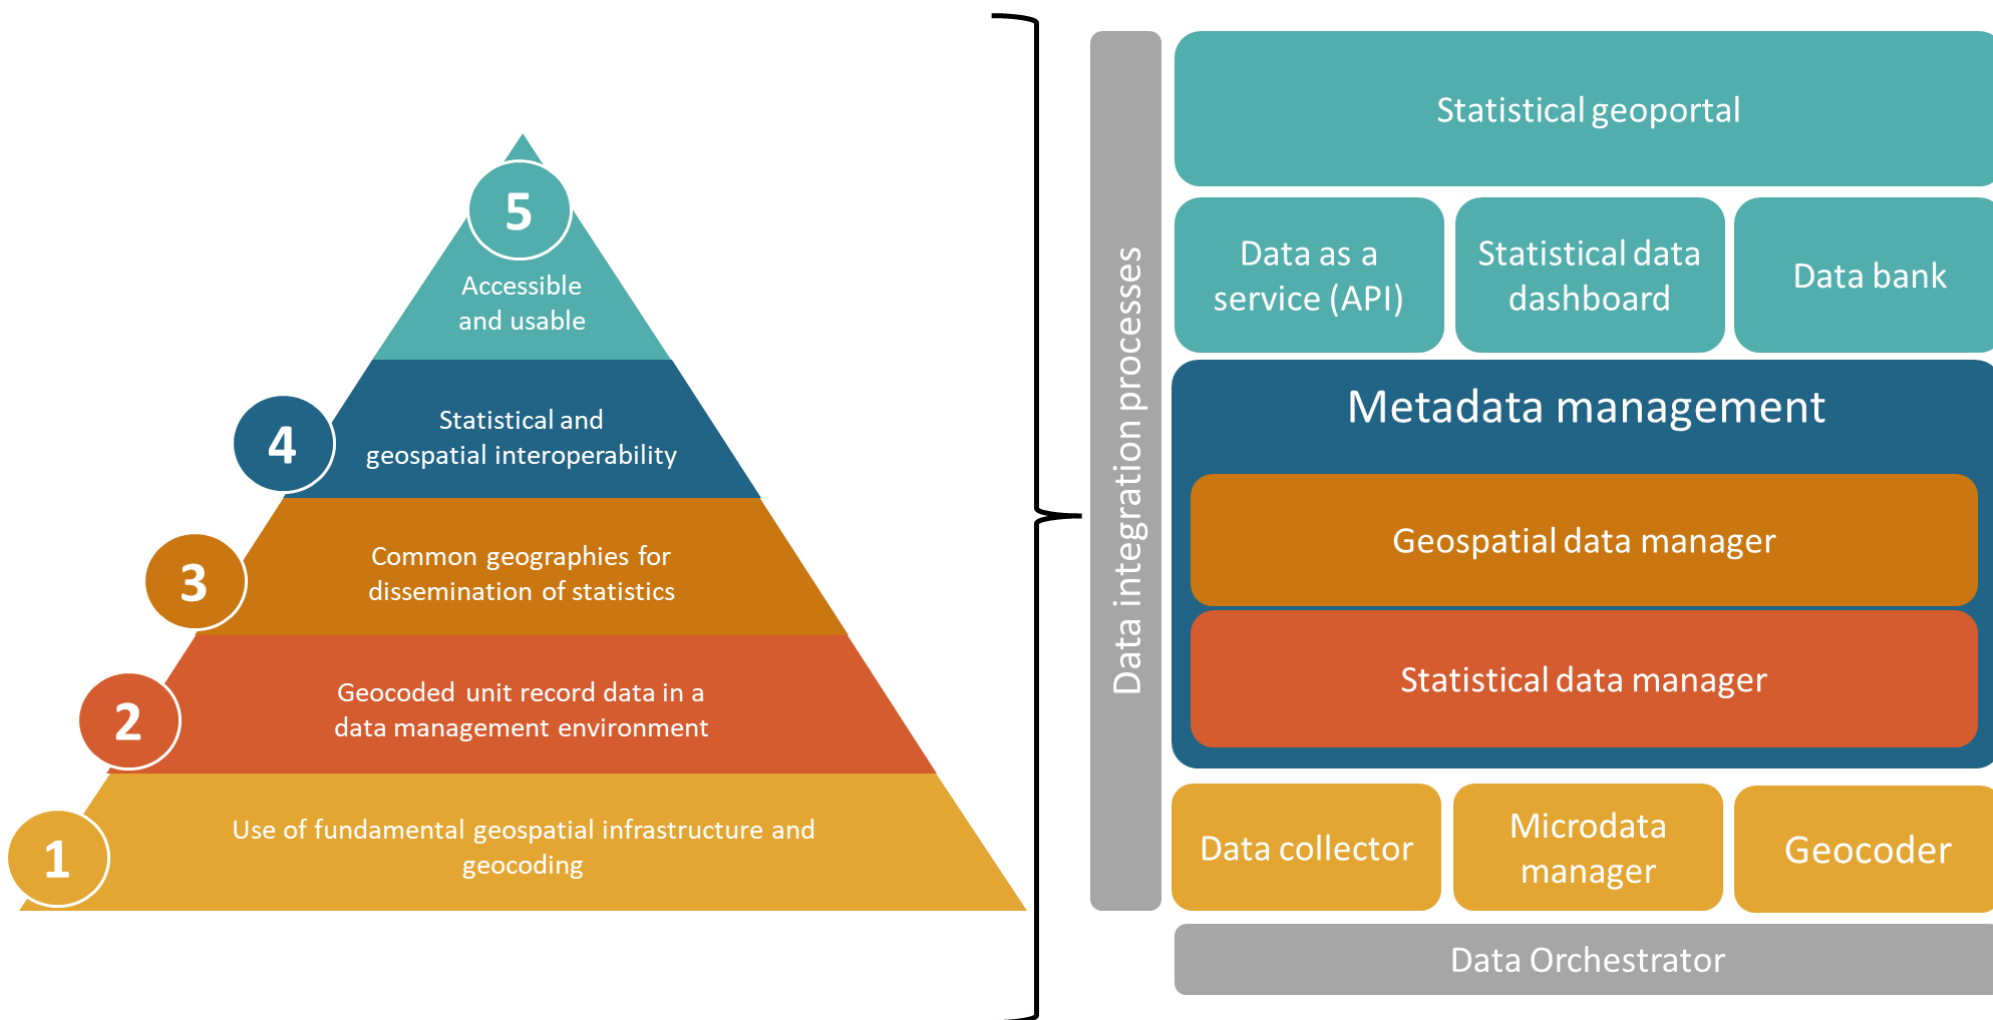 5
Accessible
and usable
4
Statistical and
geospatial interoperability
3
Common geographies for
dissemination of statistics
2
Geocoded unit record data in a
data management environment
1
Use of fundamental geospatial infrastructure and
geocoding
Data integration processes
Statistical geoportal
Data as a
service (API)
Statistical data
dashboard
Data bank
Metadata management
Geospatial data manager
Statistical data manager
Data collector
Microdata
manager
Geocoder
Data Orchestrator